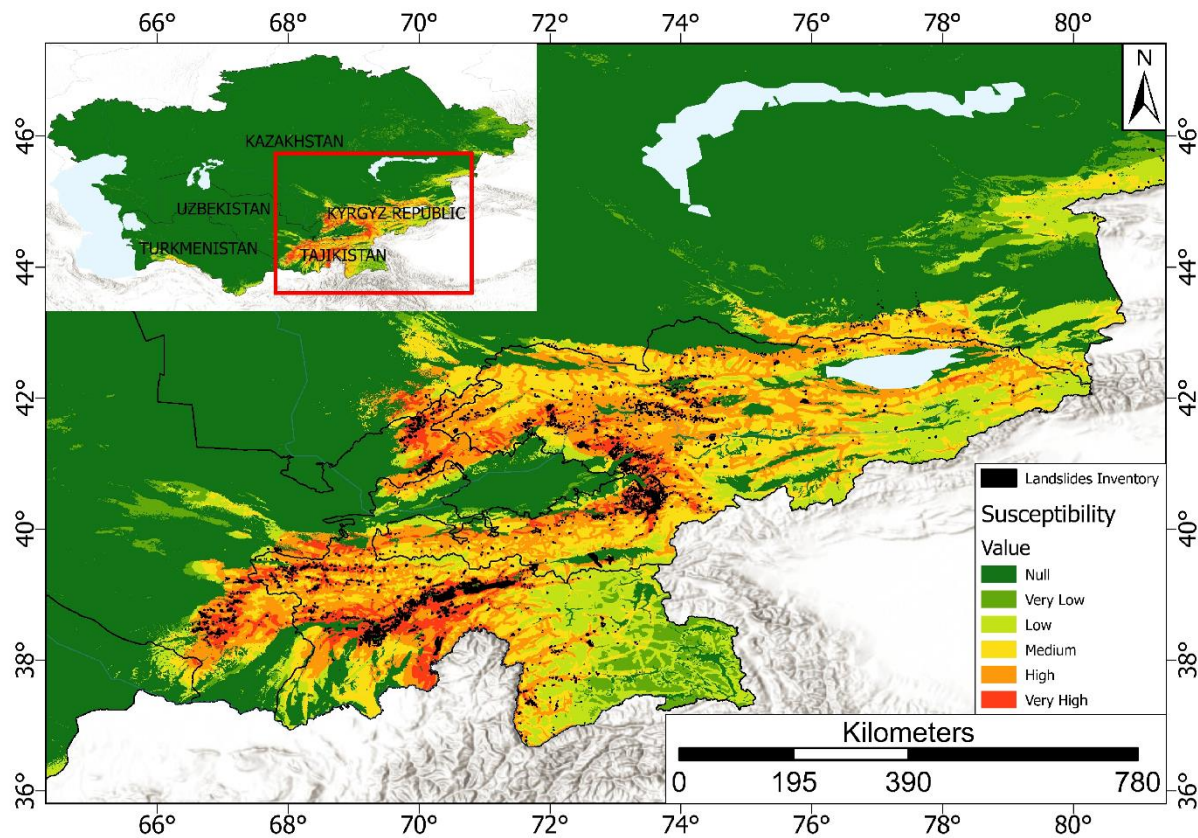 66° 68° 70° 72° 74° 76° 78° 80°
N
46°
46°
KAZAKHSTAN
UZBEKISTAN
KYRGYZ REPUBLIC
TURKMENISTAN
TAJIKISTAN
44°
44°
42°
42°
Landslides Inventory
Susceptibility
Value
Null
Very Low
Low
Medium
High
Very High
40°
40°
38°
38°
Kilometers
0 195 390 780
36°
36°
66° 68° 70° 72° 74° 76° 78° 80°